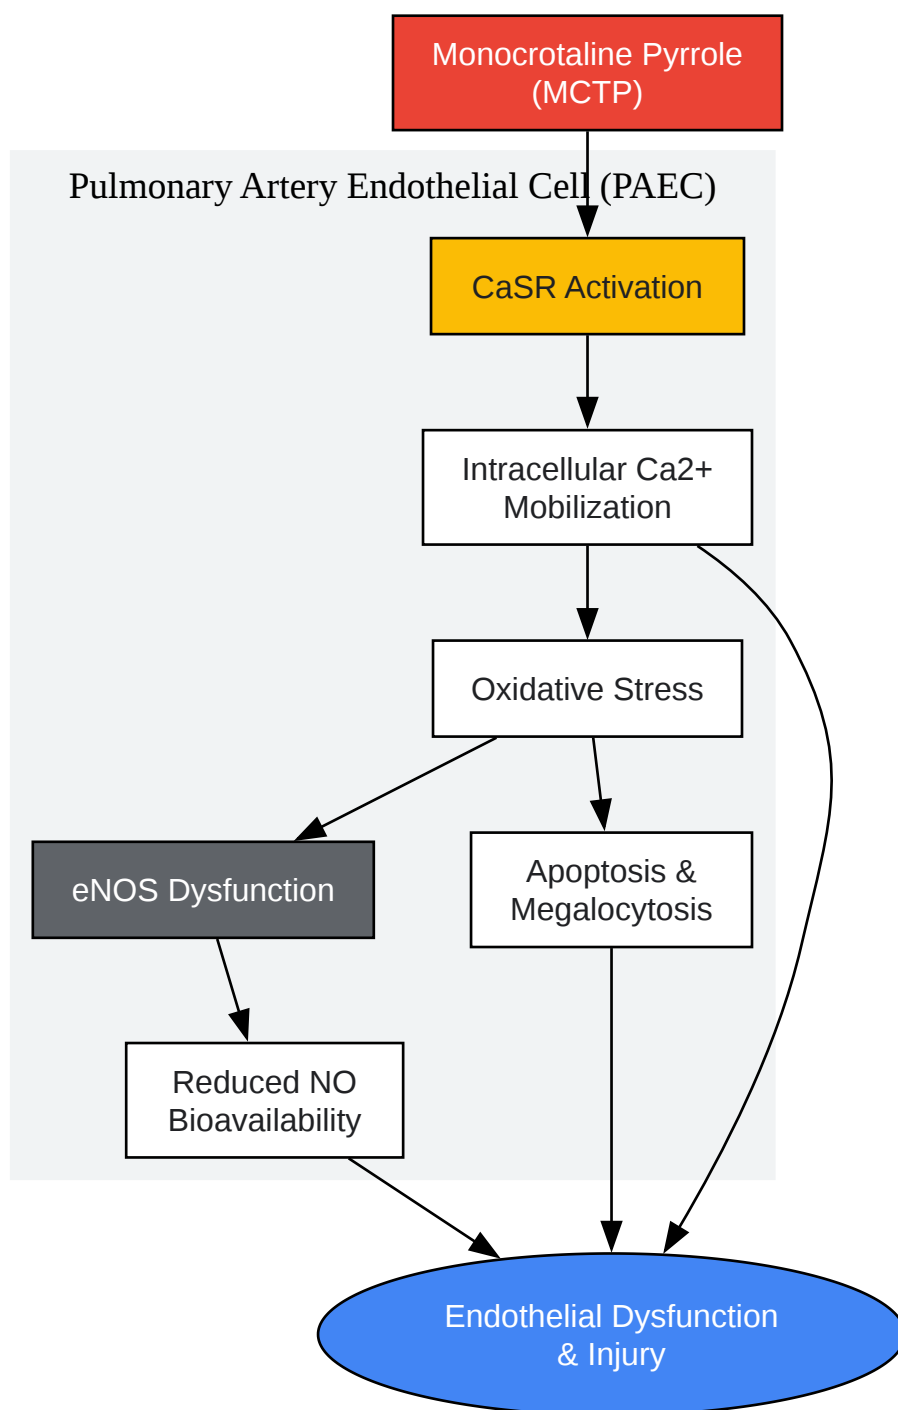 Monocrotaline Pyrrole
(MCTP)
Pulmonary Artery Endothelial Cell (PAEC)
CaSR Activation
Intracellular Ca2+
Mobilization
Oxidative Stress
eNOS Dysfunction
Apoptosis &
Megalocytosis
Reduced NO
Bioavailability
Endothelial Dysfunction
& Injury